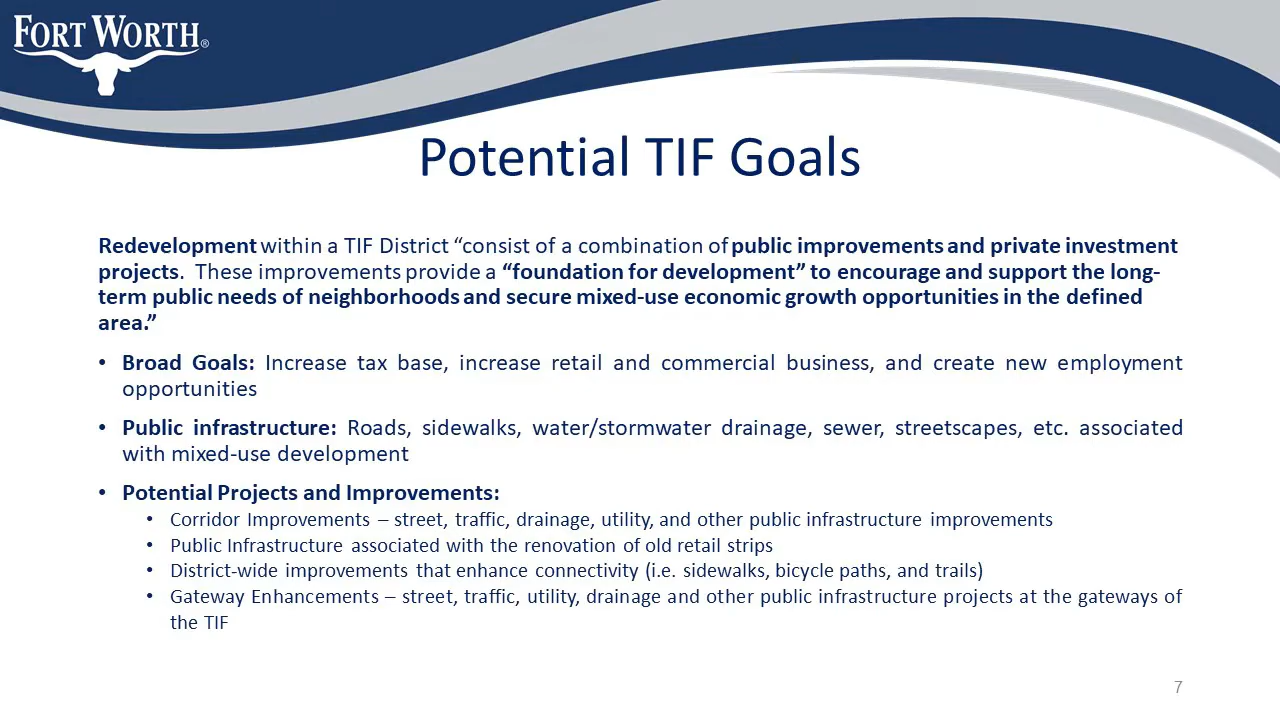 FORT WORTH®
Potential TIF Goals
Redevelopment within a TIF District “consist of a combination of public improvements and private investment
projects. These improvements provide a “foundation for development” to encourage and support the long-
term public needs of neighborhoods and secure mixed-use economic growth opportunities in the defined
area.”
• Broad Goals: Increase tax base, increase retail and commercial business, and create new employment
opportunities
• Public infrastructure: Roads, sidewalks, water/stormwater drainage, sewer, streetscapes, etc. associated
with mixed-use development
• Potential Projects and Improvements:
• Corridor Improvements – street, traffic, drainage, utility, and other public infrastructure improvements
• Public Infrastructure associated with the renovation of old retail strips
• District-wide improvements that enhance connectivity (i.e. sidewalks, bicycle paths, and trails)
• Gateway Enhancements – street, traffic, utility, drainage and other public infrastructure projects at the gateways of
the TIF
7